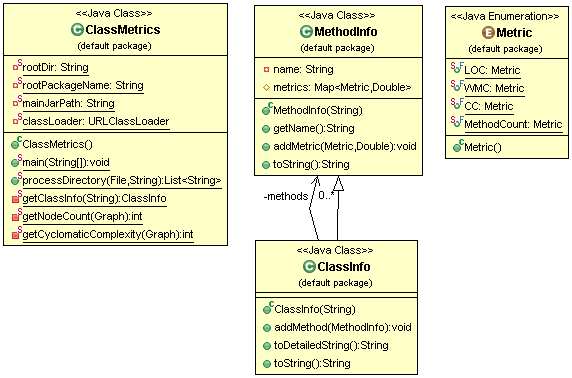 <<Java Class>>
C ClassMetrics
(default package)
S rootDir: String
S rootPackageName: String
S mainJarPath: String
S classLoader: URLClassLoader
C ClassMetrics()
S main(String[]):void
S processDirectory(File,String):List<String>
S getClassInfo(String):ClassInfo
S getNodeCount(Graph):int
S getCyclomaticComplexity(Graph):int
<<Java Class>>
C MethodInfo
(default package)
name: String
metrics: Map<Metric,Double>
C MethodInfo(String)
getName():String
addMetric(Metric,Double):void
toString():String
<<Java Enumeration>>
E Metric
(default package)
S F LOC: Metric
S F WMC: Metric
S F CC: Metric
S F MethodCount: Metric
C Metric()
-methods 0..*
<<Java Class>>
C ClassInfo
(default package)
C ClassInfo(String)
addMethod(MethodInfo):void
toDetailedString():String
toString():String